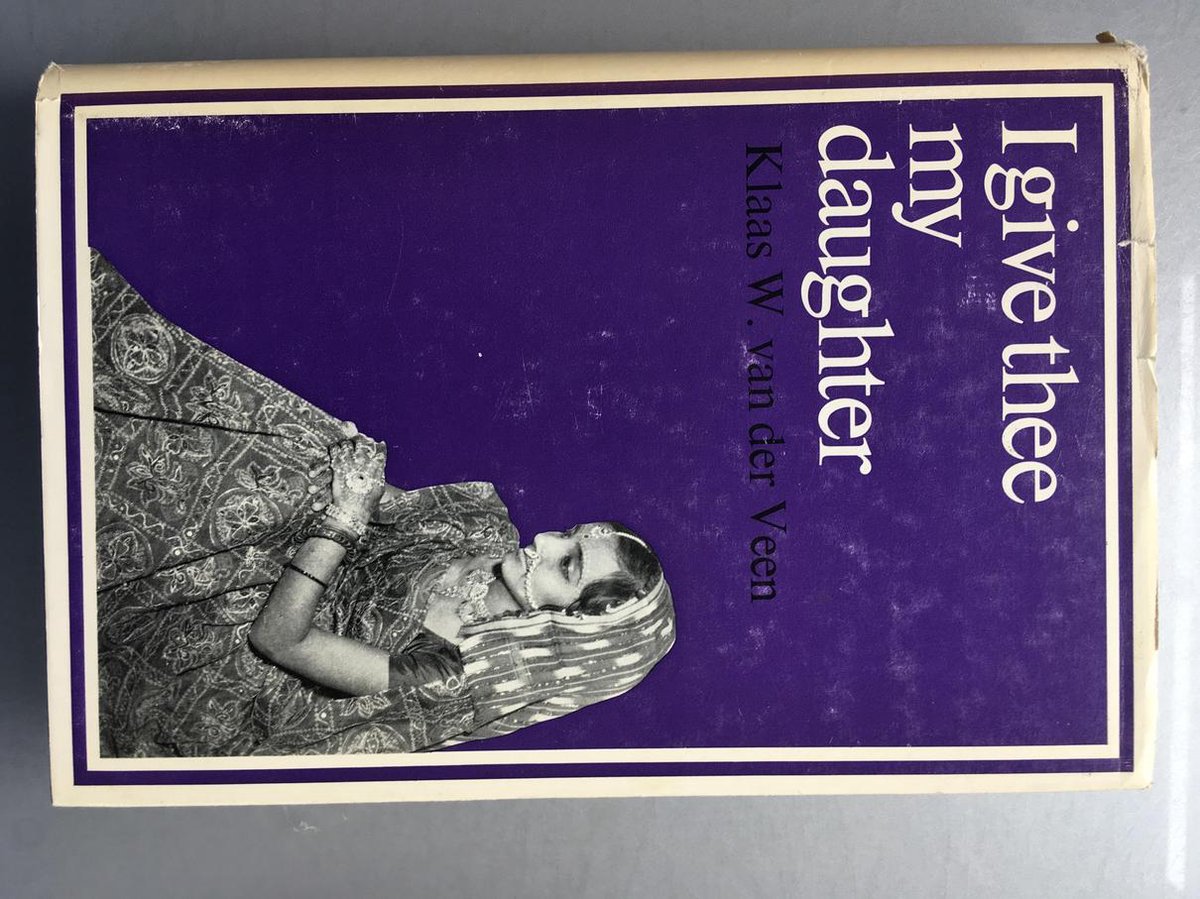 I give thee
my
daughter
Klaas W. van der Veen